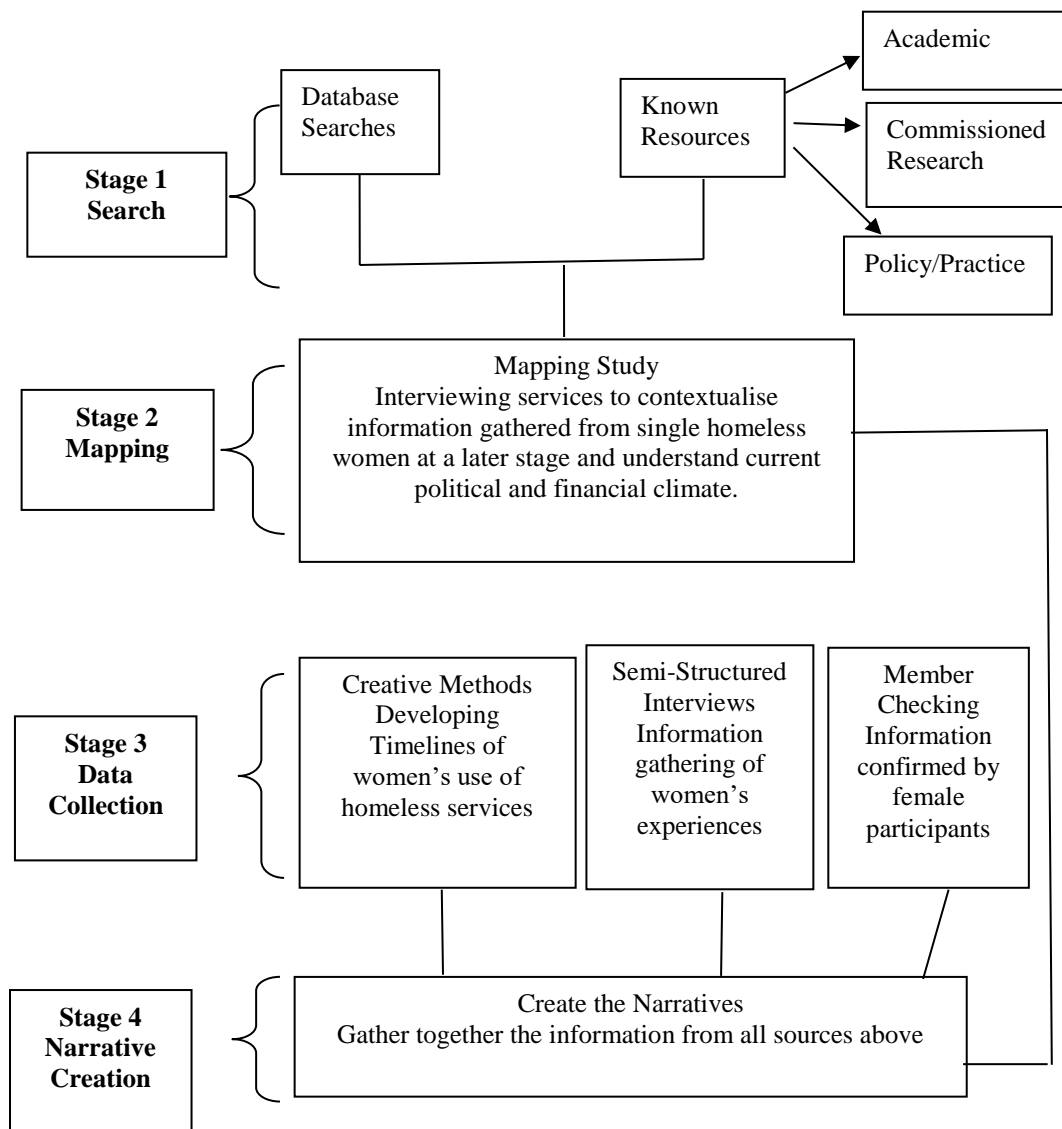 Academic
Database
Searches
Known
Resources
Commissioned
Research
Stage 1
Search
Policy/Practice
Mapping Study
Interviewing services to contextualise
information gathered from single homeless
women at a later stage and understand current
political and financial climate.
Stage 2
Mapping
Creative Methods
Developing
Timelines of
women’s use of
homeless services
Semi-Structured
Interviews
Information
gathering of
women’s
experiences
Member
Checking
Information
confirmed by
female
participants
Stage 3
Data
Collection
Create the Narratives
Gather together the information from all sources above
Stage 4
Narrative
Creation